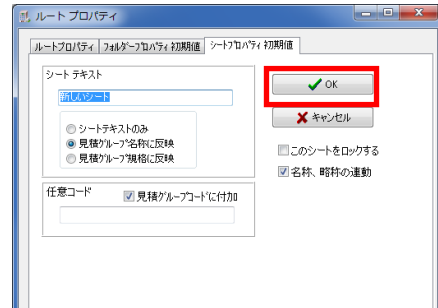 ルート プロパティ
ルートプロパティ フォルダープロパティ初期値 シートプロパティ初期値
シート テキスト
新しいシート
シートテキストのみ
見積グループ名称に反映
見積グループ規格に反映
任意コード
見積グループコードに付加
OK
キャンセル
このシートをロックする
名称、略称の連動